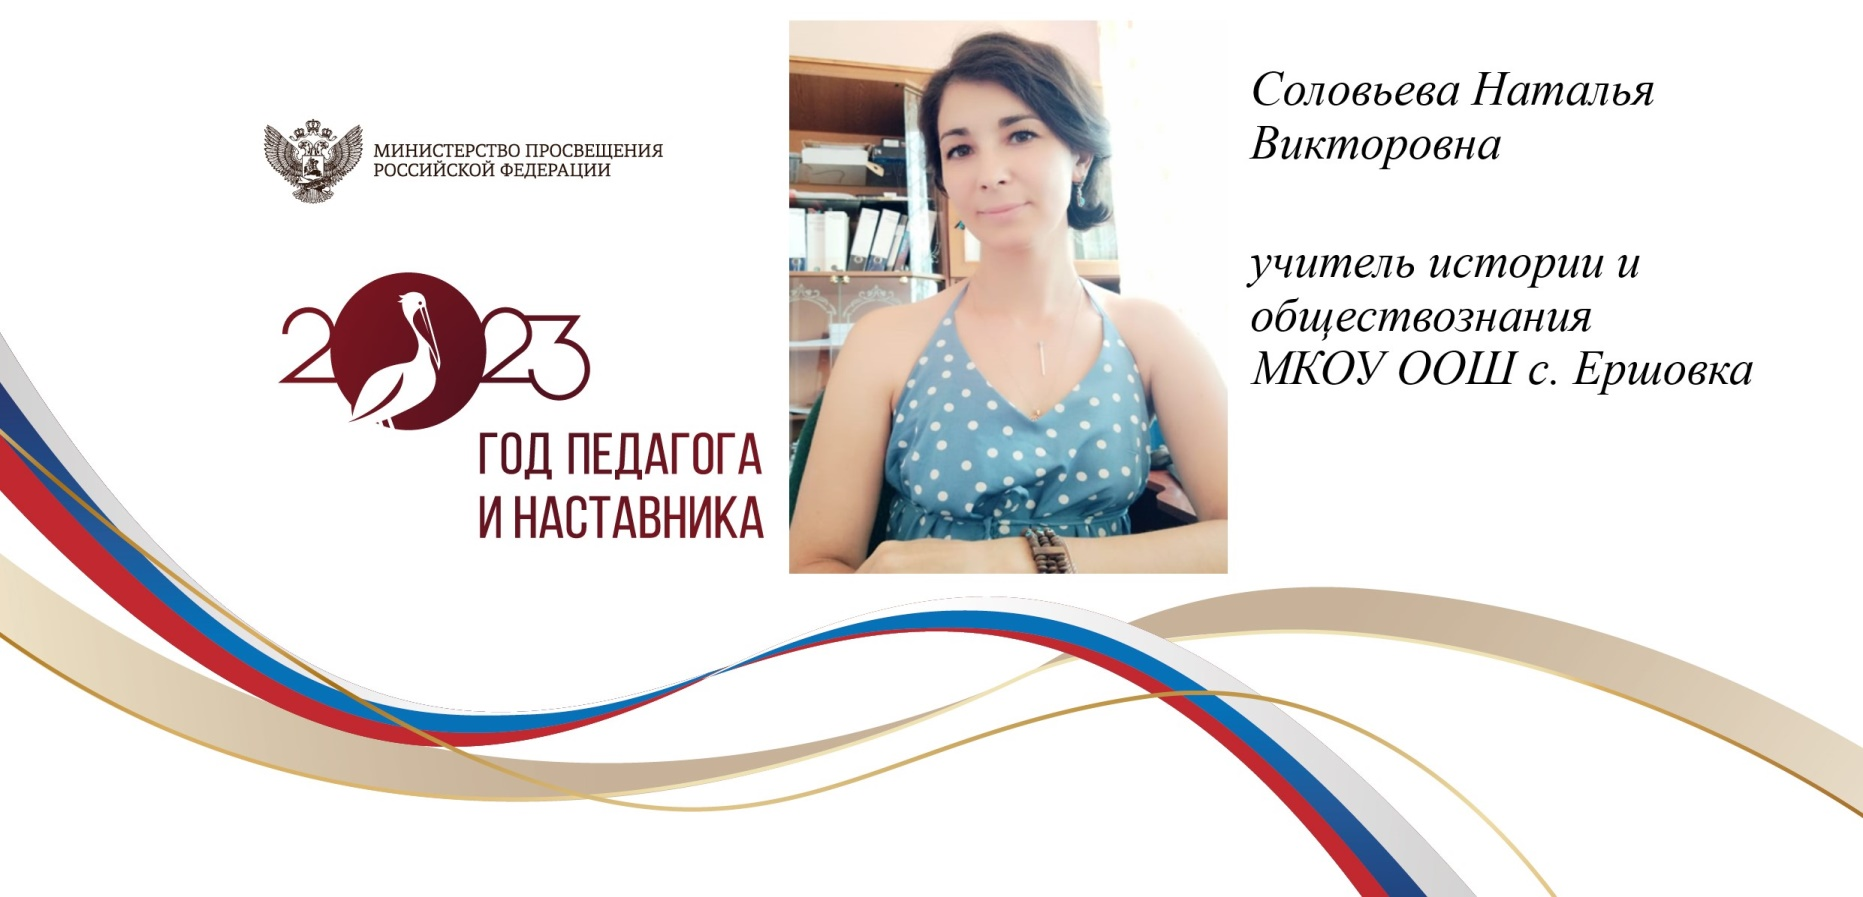 МИНИСТЕРСТВО ПРОСВЕЩЕНИЯ
РОССИЙСКОЙ ФЕДЕРАЦИИ
2023
ГОД ПЕДАГОГА
И НАСТАВНИКА
Соловьева Наталья
Викторовна
учитель истории и
обществознания
МКОУ ООШ с. Ершовка